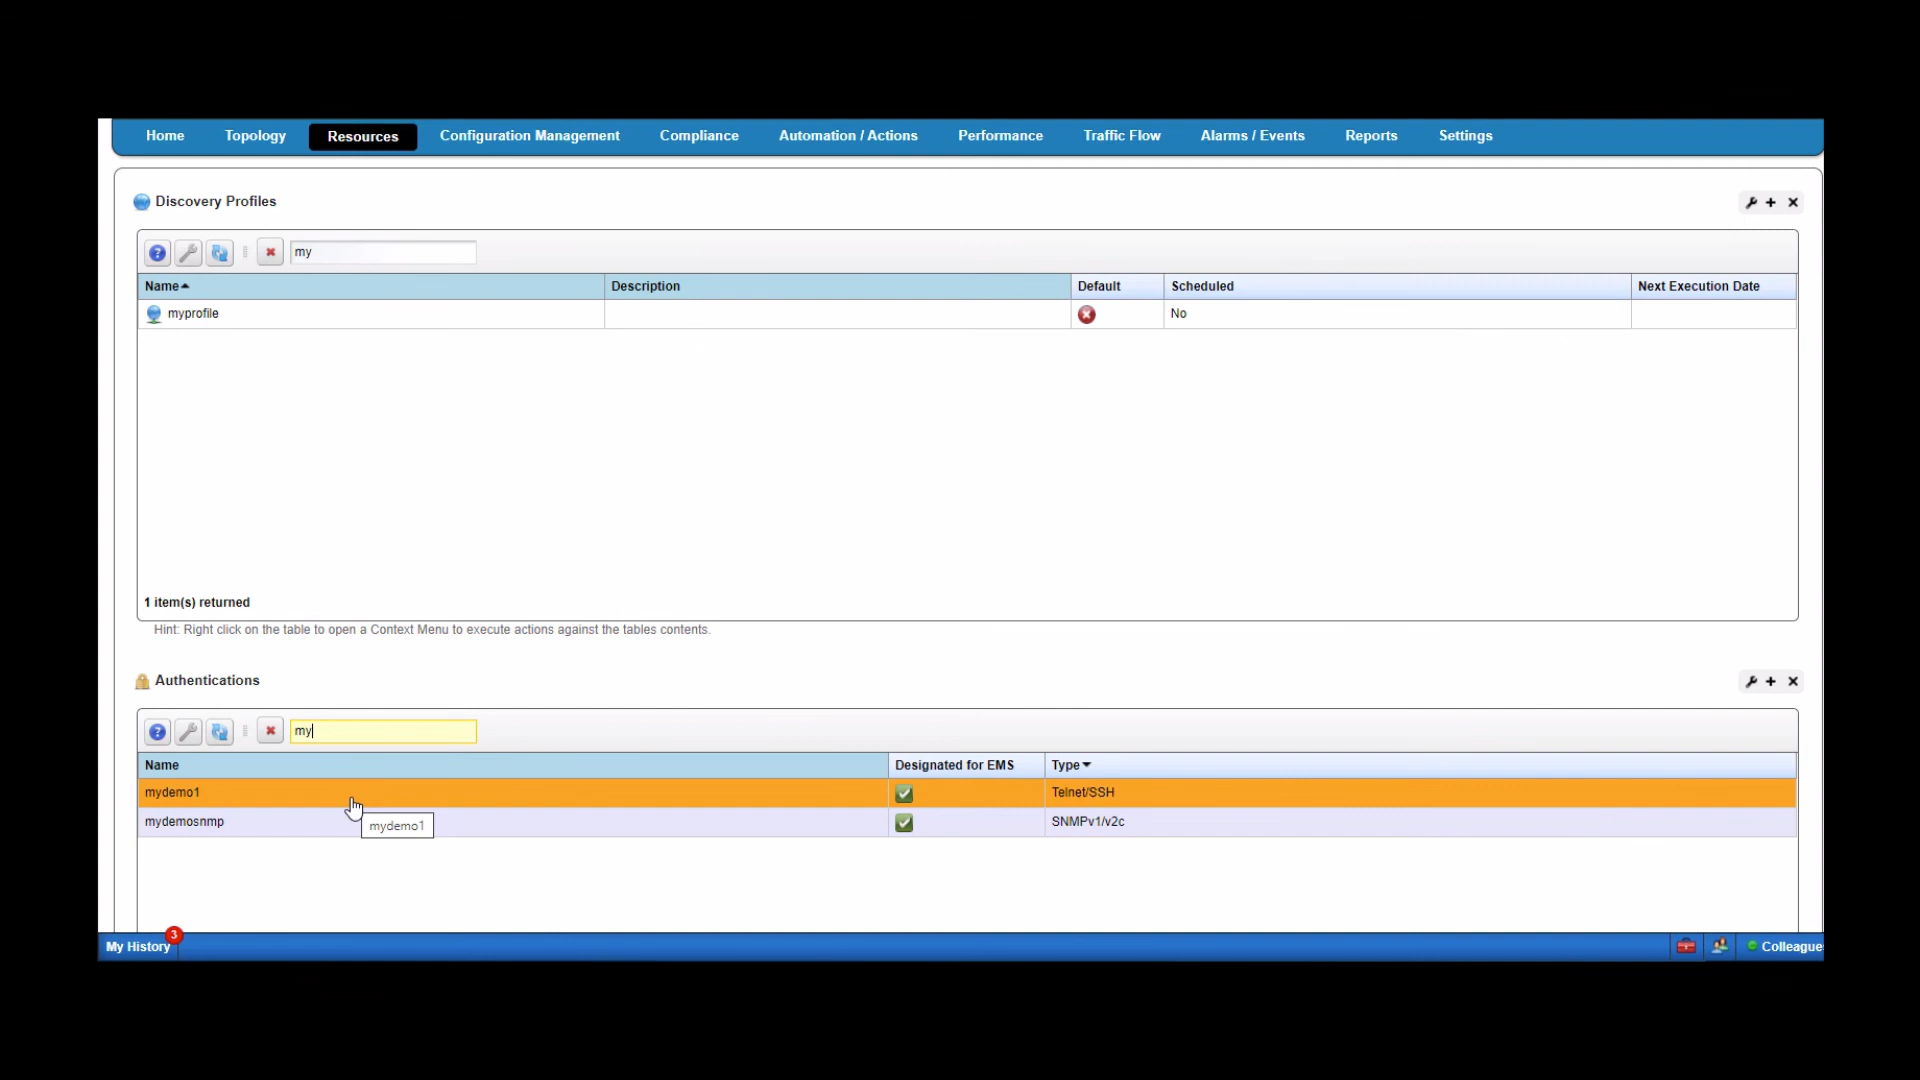 Home Topology Resources Configuration Management Compliance Automation / Actions Performance Traffic Flow Alarms / Events Reports Settings
Discovery Profiles
my
Name Description Default Scheduled Next Execution Date
myprofile No
1 item(s) returned
Hint: Right click on the table to open a Context Menu to execute actions against the tables contents.
Authentications
my
Name Designated for EMS Type
mydemo1 Telnet/SSH
mydemosnmp SNMPv1/v2c
mydemo1
My History 3 Colleague